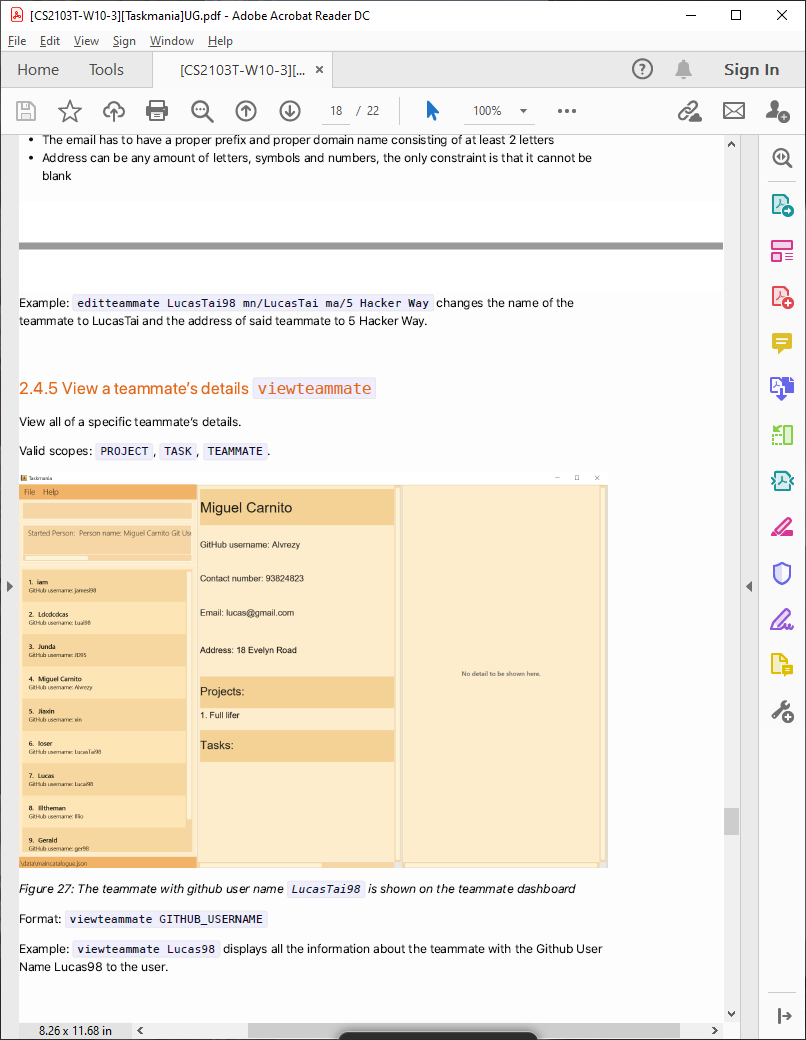 [CS2103T-W10-3][Taskmania]UG.pdf - Adobe Acrobat Reader DC
File Edit View Sign Window Help
Home Tools [CS2103T-W10-3][... × Sign In
18 / 22 100%
• The email has to have a proper prefix and proper domain name consisting of at least 2 letters
• Address can be any amount of letters, symbols and numbers, the only constraint is that it cannot be
blank
Example: editteammate LucasTai98 mn/LucasTai ma/5 Hacker Way changes the name of the
teammate to LucasTai and the address of said teammate to 5 Hacker Way.
2.4.5 View a teammate’s details viewteammate
View all of a specific teammate’s details.
Valid scopes: PROJECT, TASK, TEAMMATE.
Taskmania
File Help
Started Person: Person name: Miguel Carnito Git Use
1. iam
GitHub username: james98
2. Ldcdcdcas
GitHub username: Luai98
3. Junda
GitHub username: JD95
4. Miguel Carnito
GitHub username: Alvrezy
5. Jiaxin
GitHub username: xin
6. loser
GitHub username: LucasTai98
7. Lucas
GitHub username: Lucai98
8. Illtheman
GitHub username: Illio
9. Gerald
GitHub username: ger98
\data\maincatalogue.json
Miguel Carnito
GitHub username: Alvrezy
Contact number: 93824823
Email: lucas@gmail.com
Address: 18 Evelyn Road
Projects:
1. Full lifer
Tasks:
No detail to be shown here.
Figure 27: The teammate with github user name LucasTai98 is shown on the teammate dashboard
Format: viewteammate GITHUB_USERNAME
Example: viewteammate Lucas98 displays all the information about the teammate with the Github User
Name Lucas98 to the user.
8.26 x 11.68 in